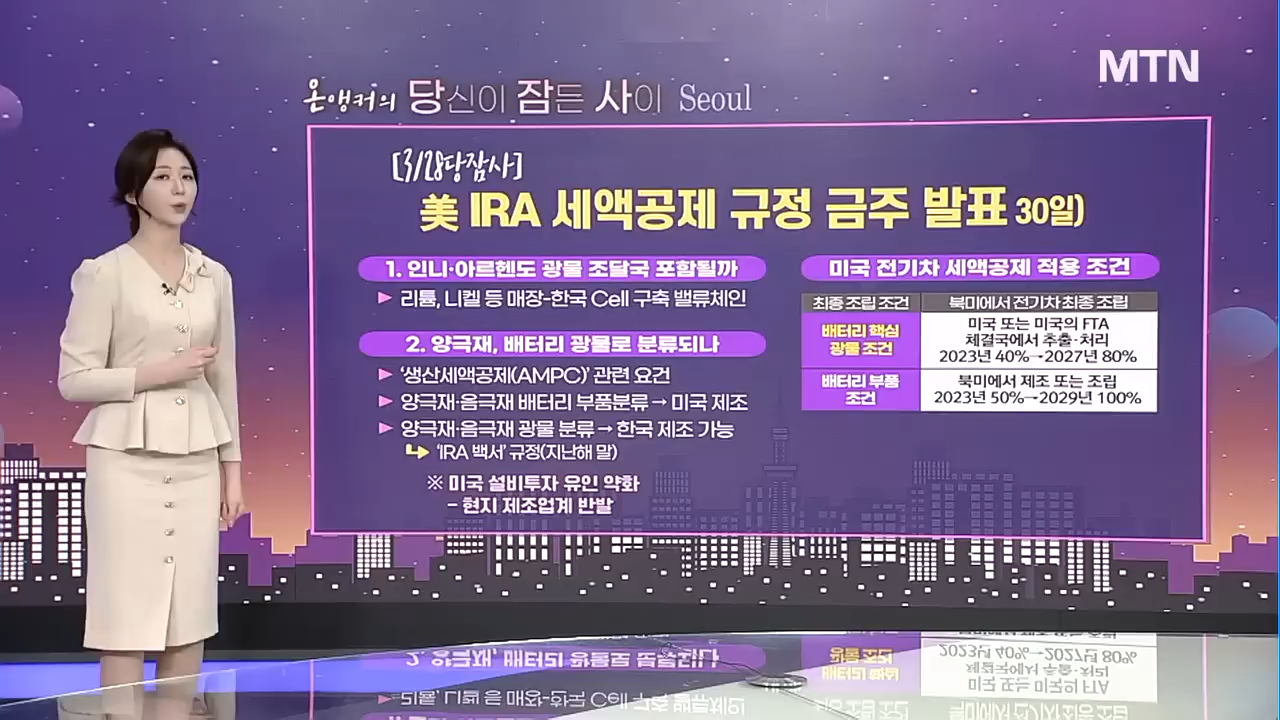 MTN
온앵커의 당신이 잠든 사이 Seoul
[3/28당잠사]
美 IRA 세액공제 규정 금주 발표 30일)
1. 인니·아르헨도 광물 조달국 포함될까
▶ 리튬, 니켈 등 매장-한국 Cell 구축 밸류체인
2. 양극재, 배터리 광물로 분류되나
▶ '생산세액공제(AMPC)' 관련 요건
▶ 양극재·음극재 배터리 부품분류 → 미국 제조
▶ 양극재·음극재 광물 분류 → 한국 제조 가능
'IRA 백서' 규정(지난해 말)
※ 미국 설비투자 유인 약화
- 현지 제조업계 반발
미국 전기차 세액공제 적용 조건
최종 조립 조건 북미에서 전기차 최종 조립
배터리 핵심
광물 조건
미국 또는 미국의 FTA
체결국에서 추출·처리
2023년 40%→2027년 80%
배터리 부품
조건
북미에서 제조 또는 조립
2023년 50%→2029년 100%